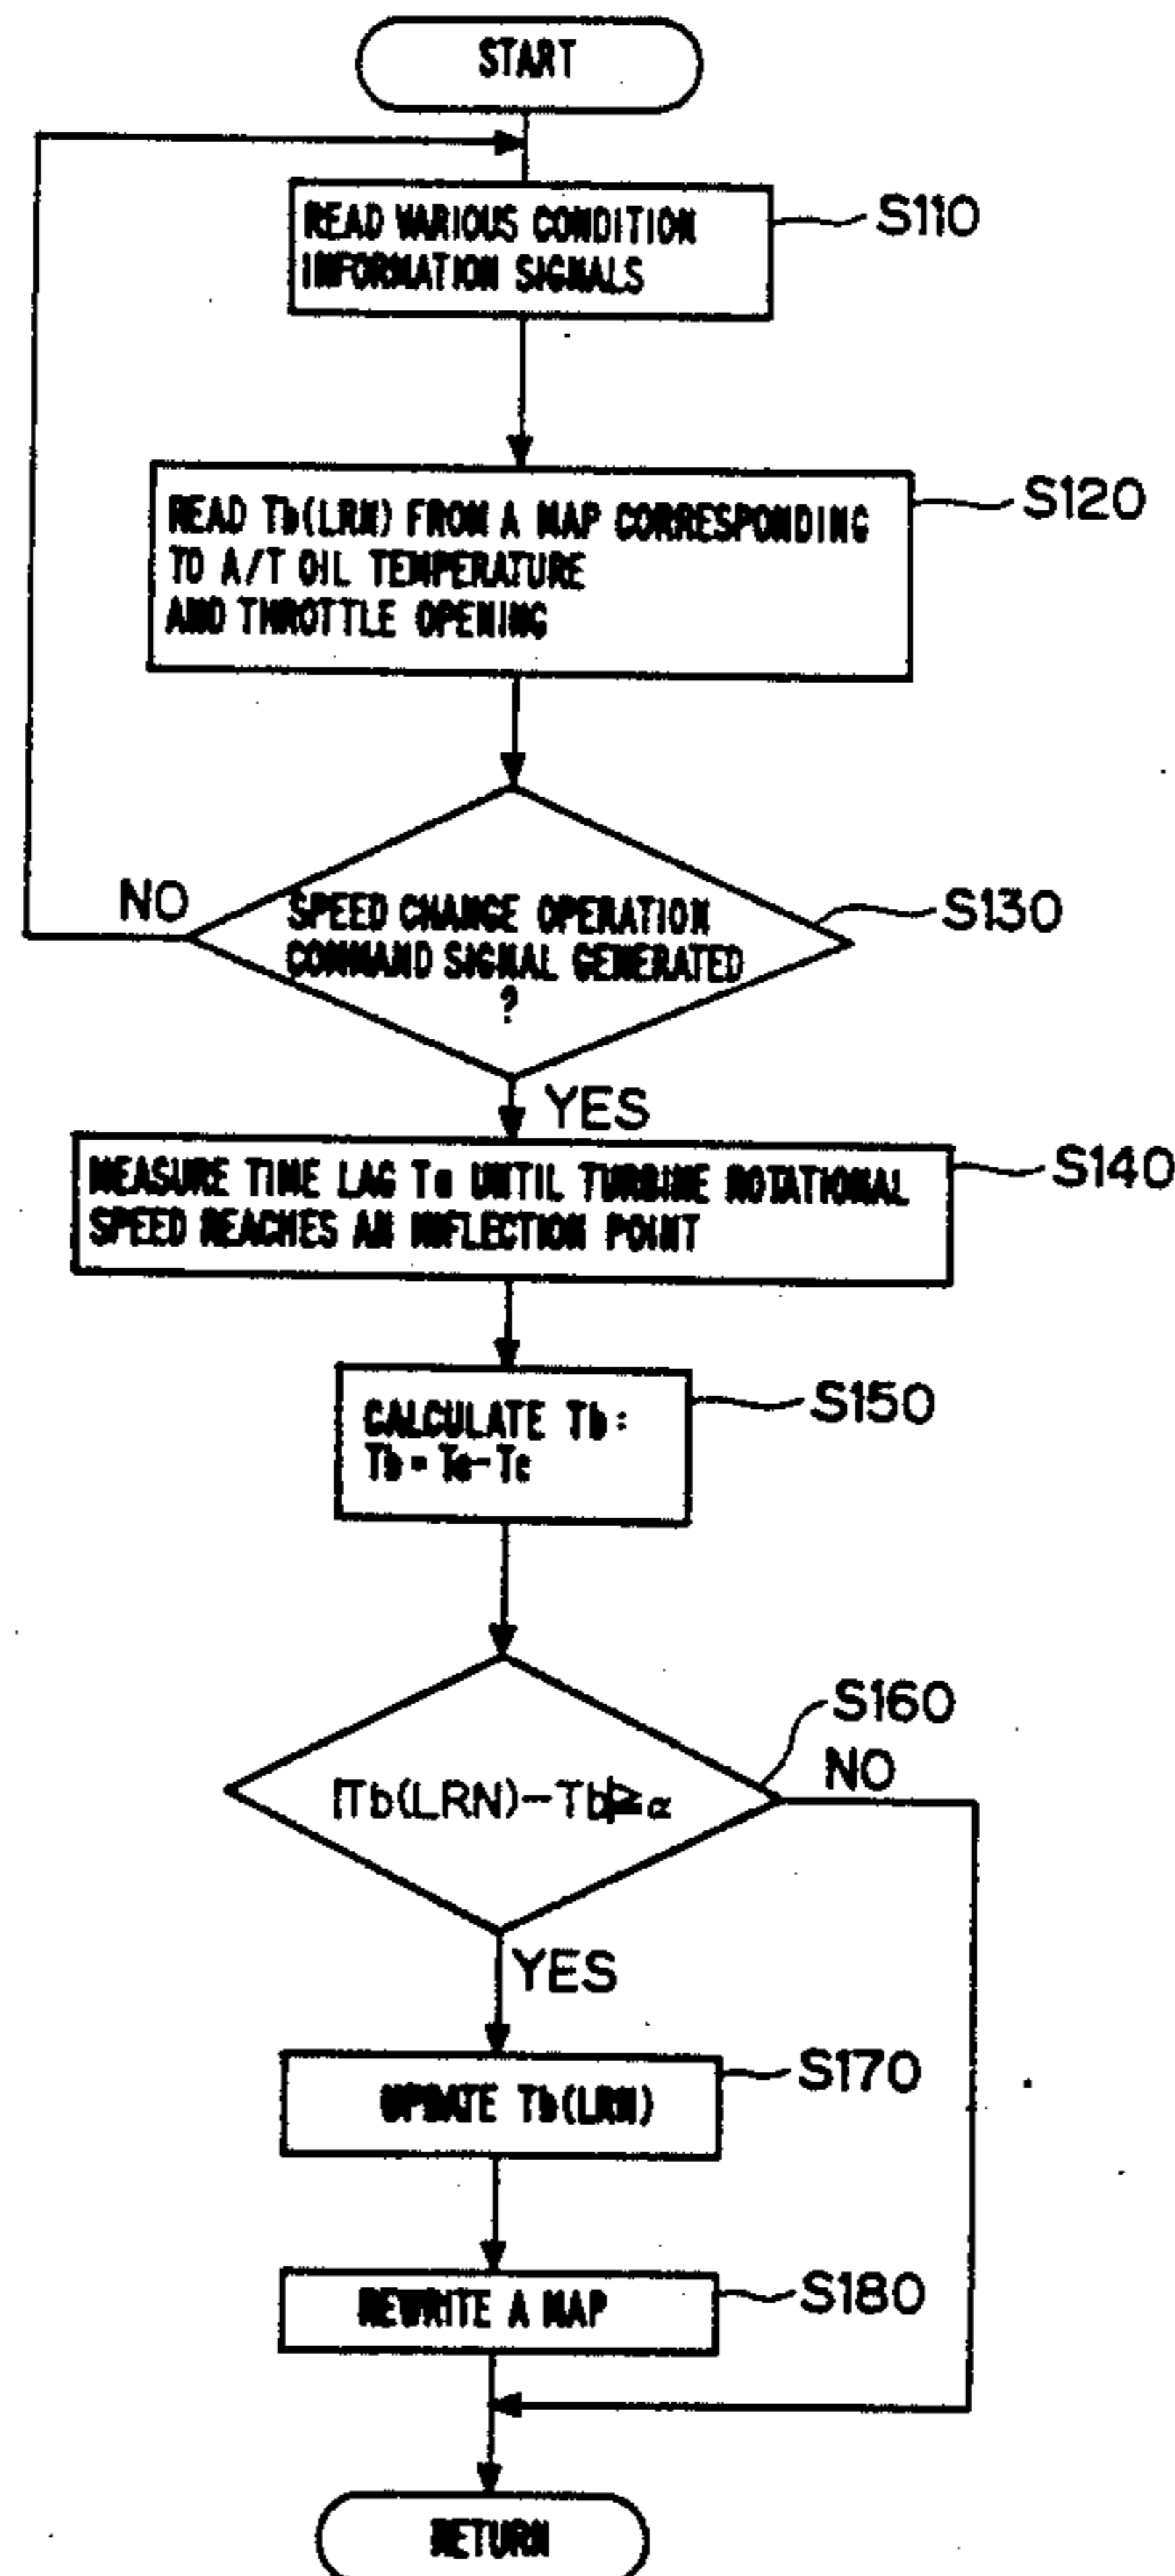 START
READ VARIOUS CONDITION
INFORMATION SIGNALS
S110
READ Tb(LRN) FROM A MAP CORRESPONDING
TO A/T OIL TEMPERATURE
AND THROTTLE OPENING
S120
NO
SPEED CHANGE OPERATION
COMMAND SIGNAL GENERATED
?
S130
YES
MEASURE TIME LAG Ta UNTIL TURBINE ROTATIONAL
SPEED REACHES AN INFLECTION POINT
S140
CALCULATE Tb:
Tb = Ta - Tc
S150
|Tb(LRN)-Tb|≧α
S160
NO
YES
UPDATE Tb(LRN)
S170
REWRITE A MAP
S180
RETURN